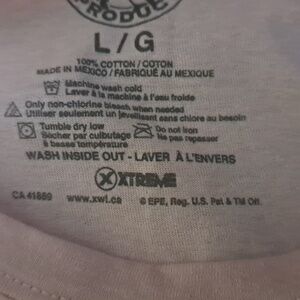 PRODUC
L / G
100% COTTON / COTON
MADE IN MEXICO / FABRIQUÉ AU MEXIQUE
Machine wash cold
Laver à la machine à l'eau froide
Only non-chlorine bleach when needed
Utiliser seulement un javellisant sans chlore au besoin
Tumble dry low
Sécher par culbutage
à basse température
Do not iron
Ne pas repasser
WASH INSIDE OUT - LAVER À L'ENVERS
XTREME
CA 41889 www.xwl.ca © EPE, Reg. U.S. Pat & TM Off.